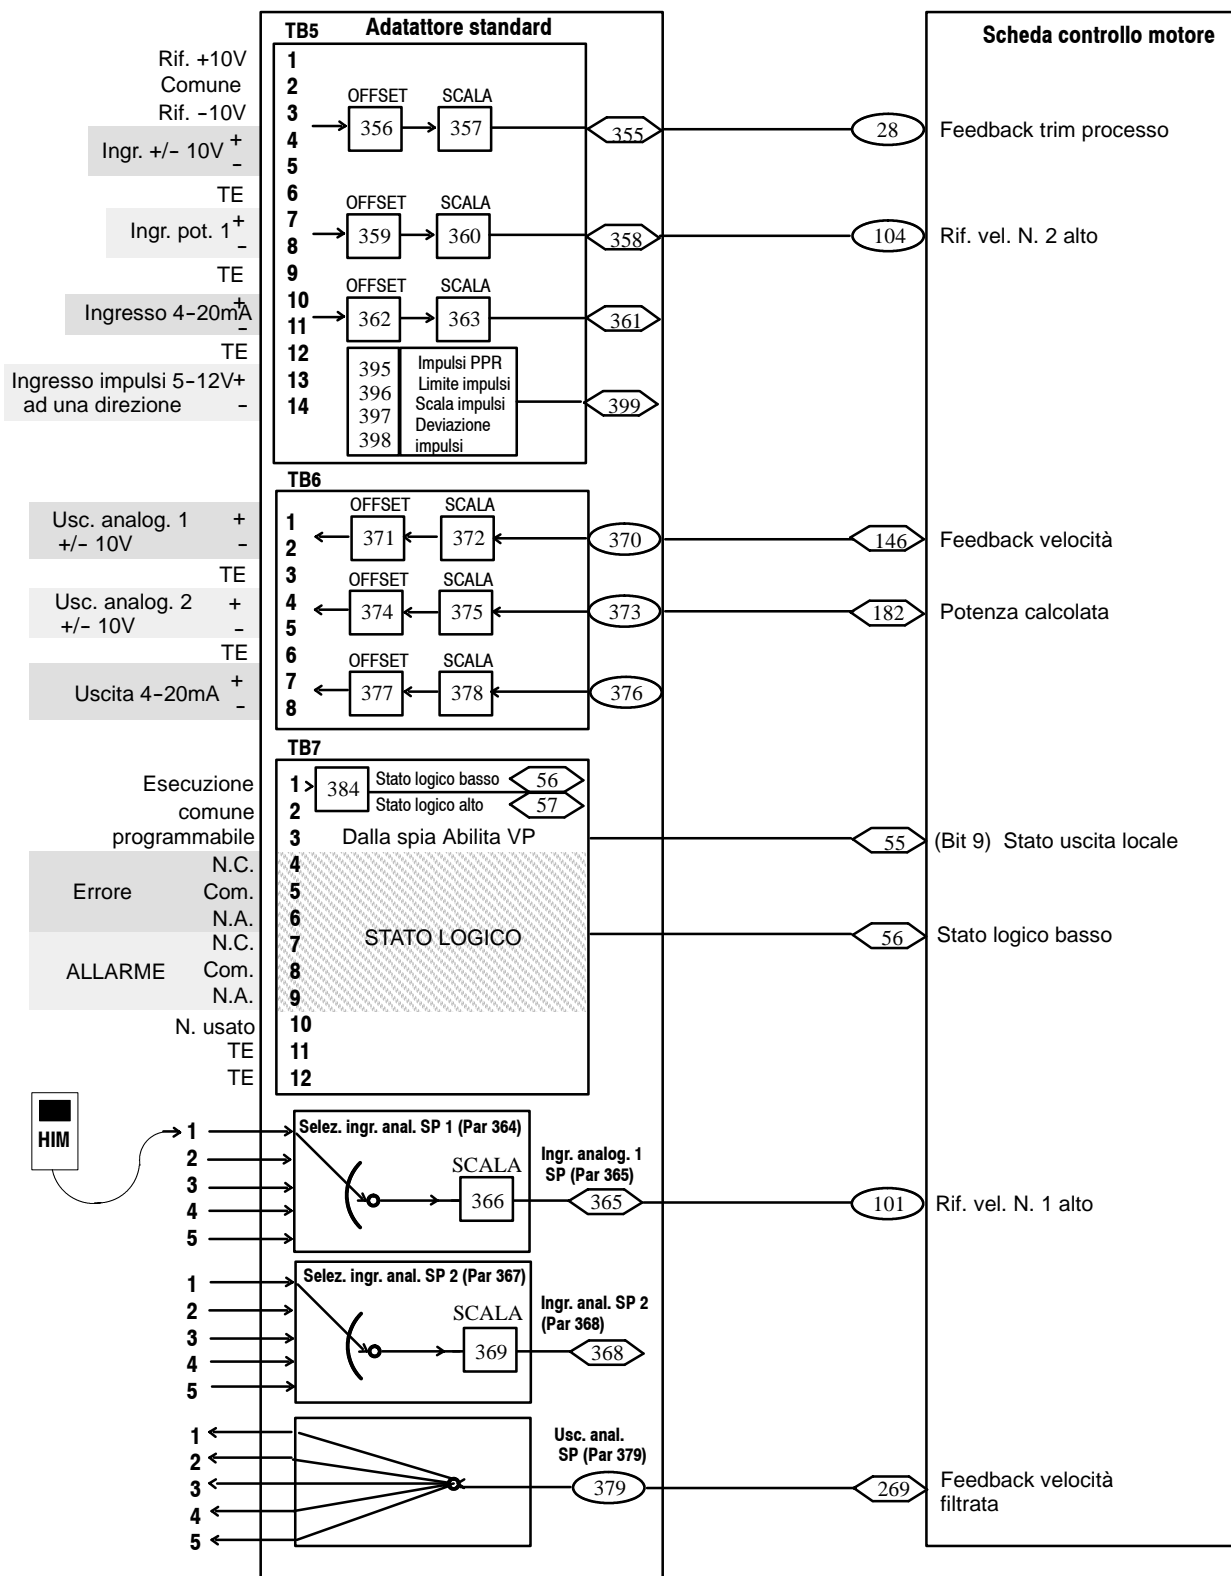 TB5
Adatattore standard
Scheda controllo motore
Rif. +10V
1
Comune
2
OFFSET
SCALA
Rif. -10V
3
356
357
355
28
Feedback trim processo
Ingr. +/- 10V
+
-
4
5
TE
6
OFFSET
SCALA
Ingr. pot. 1
+
-
7
8
359
360
358
104
Rif. vel. N. 2 alto
TE
9
OFFSET
SCALA
Ingresso 4-20mA
+
-
10
11
362
363
361
TE
12
Ingresso impulsi 5-12V+
ad una direzione -
13
14
395
396
397
398
Impulsi PPR
Limite impulsi
Scala impulsi
Deviazione
impulsi
399
TB6
OFFSET
SCALA
Usc. analog. 1 +
+/- 10V -
1
2
371
372
370
146
Feedback velocità
TE
3
OFFSET
SCALA
Usc. analog. 2 +
+/- 10V -
4
5
374
375
373
182
Potenza calcolata
TE
6
OFFSET
SCALA
Uscita 4-20mA
+
-
7
8
377
378
376
TB7
Esecuzione
1
384
Stato logico basso
56
comune
2
Stato logico alto
57
programmabile
3
Dalla spia Abilita VP
55
(Bit 9) Stato uscita locale
Errore
N.C.
4
Com.
5
N.A.
6
STATO LOGICO
56
Stato logico basso
ALLARME
N.C.
7
Com.
8
N.A.
9
N. usato
10
TE
11
TE
12
HIM
1
2
3
4
5
Selez. ingr. anal. SP 1 (Par 364)
SCALA
366
Ingr. analog. 1
SP (Par 365)
365
101
Rif. vel. N. 1 alto
1
2
3
4
5
Selez. ingr. anal. SP 2 (Par 367)
SCALA
369
Ingr. anal. SP 2
(Par 368)
368
1
2
3
4
5
Usc. anal.
SP (Par 379)
379
269
Feedback velocità
filtrata